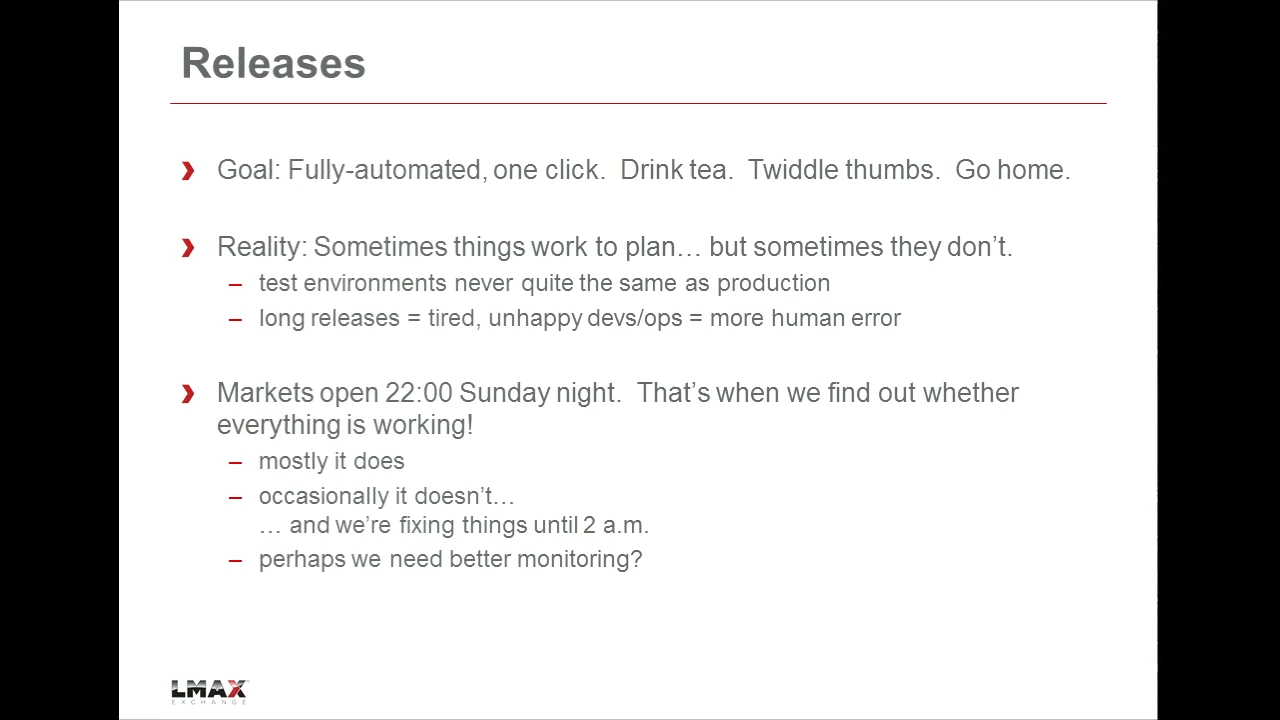 Releases
Goal: Fully-automated, one click.  Drink tea.  Twiddle thumbs.  Go home.
Reality: Sometimes things work to plan… but sometimes they don’t.
– test environments never quite the same as production
– long releases = tired, unhappy devs/ops = more human error
Markets open 22:00 Sunday night.  That’s when we find out whether
everything is working!
– mostly it does
– occasionally it doesn’t…
… and we’re fixing things until 2 a.m.
– perhaps we need better monitoring?
LMAX
EXCHANGE